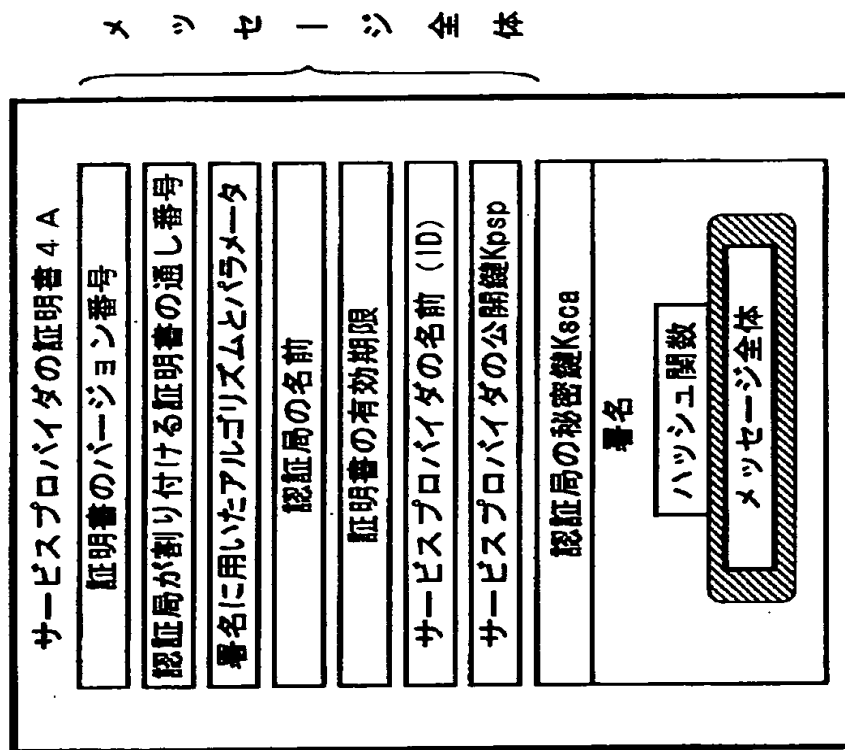 サービスプロバイダの証明書4A
証明書のバージョン番号
認証局が割り付ける証明書の通し番号
署名に用いたアルゴリズムとパラメータ
認証局の名前
証明書の有効期限
サービスプロバイダの名前 (ID)
サービスプロバイダの公開鍵Kpsp
認証局の秘密鍵Ksca
署名
ハッシュ関数
メッセージ全体
メッセージ全体